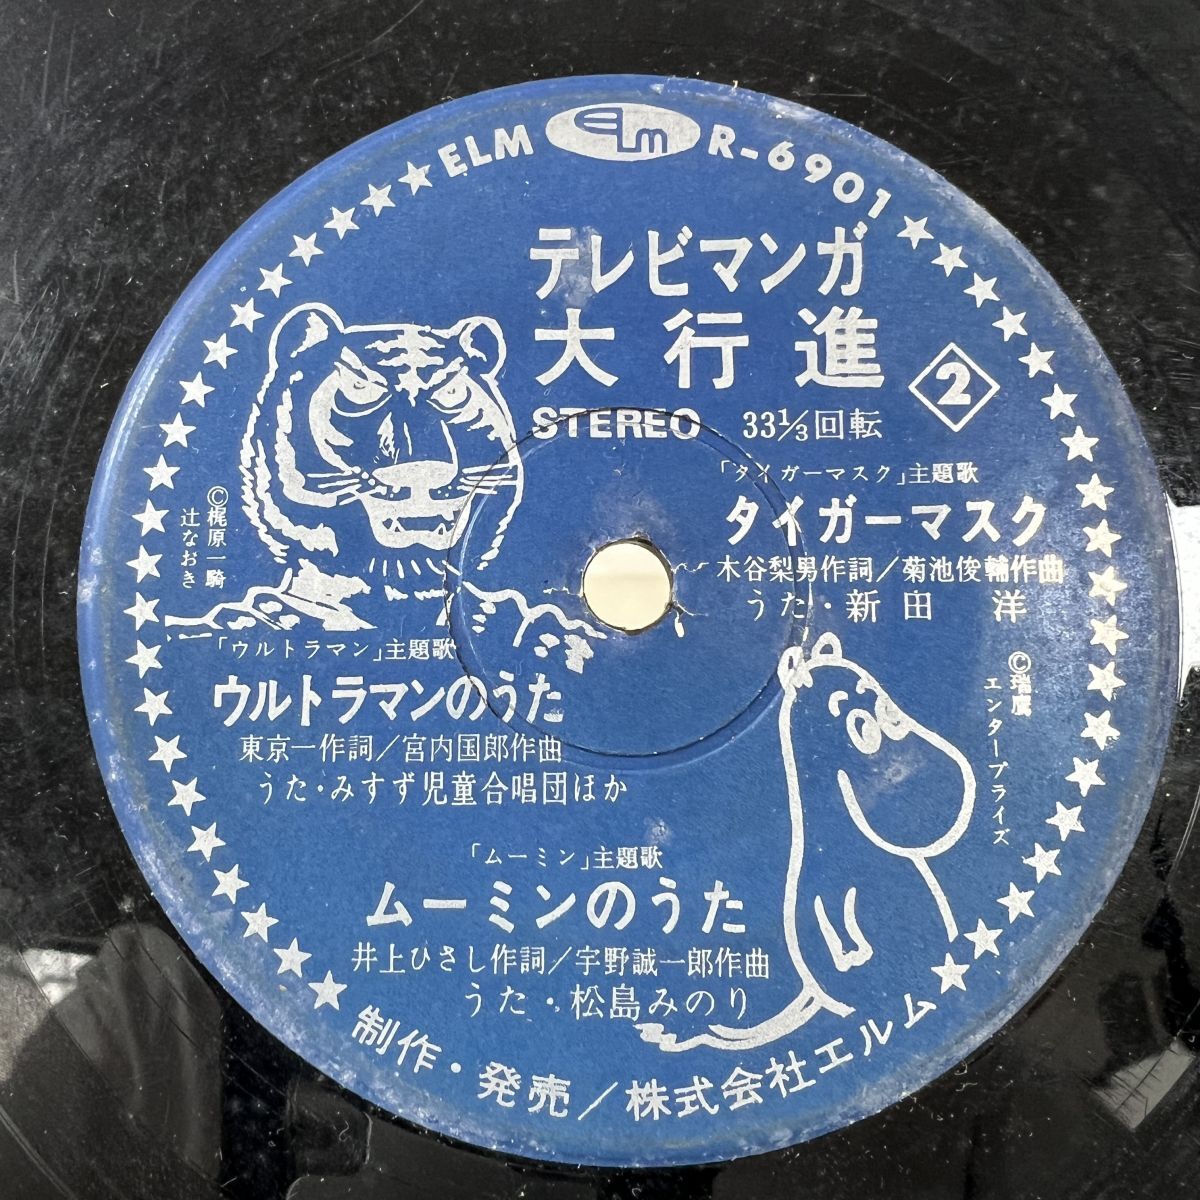 ELM ELM R-6901
テレビマンガ
大行進
2
STEREO 33 1/3回転
「タイガーマスク」主題歌
タイガーマスク
木谷梨男作詞/菊池俊輔作曲
うた・新田 洋
©梶原一騎
辻なおき
「ウルトラマン」主題歌
ウルトラマンのうた
東京一作詞/宮内国郎作曲
うた・みすず児童合唱団ほか
©瑞鷹
エンタープライズ
「ムーミン」主題歌
ムーミンのうた
井上ひさし作詞/宇野誠一郎作曲
うた・松島みのり
制作・発売/株式会社エルム